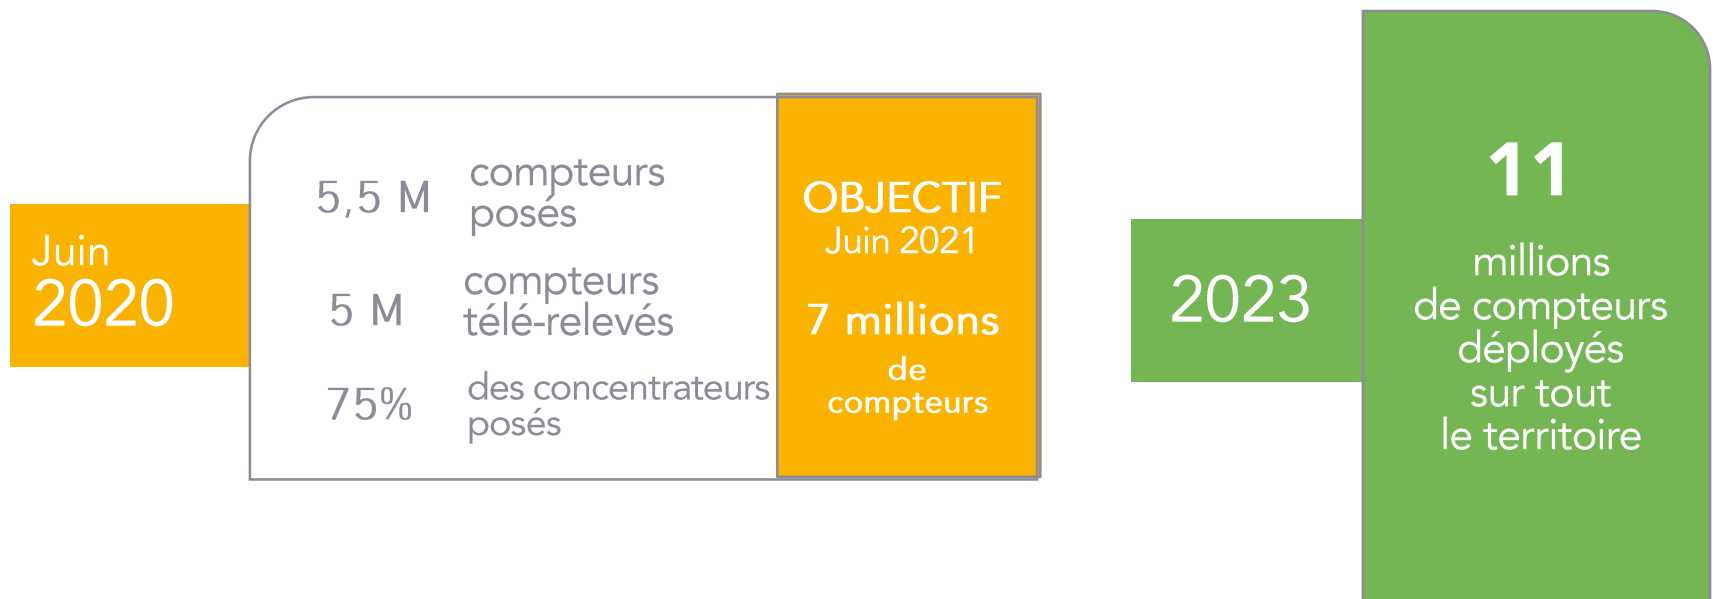 Juin
2020
5,5 M
compteurs
posés
5 M
compteurs
télé-relevés
75%
des concentrateurs
posés
OBJECTIF
Juin 2021
7 millions
de
compteurs
2023
11
millions
de compteurs
déployés
sur tout
le territoire